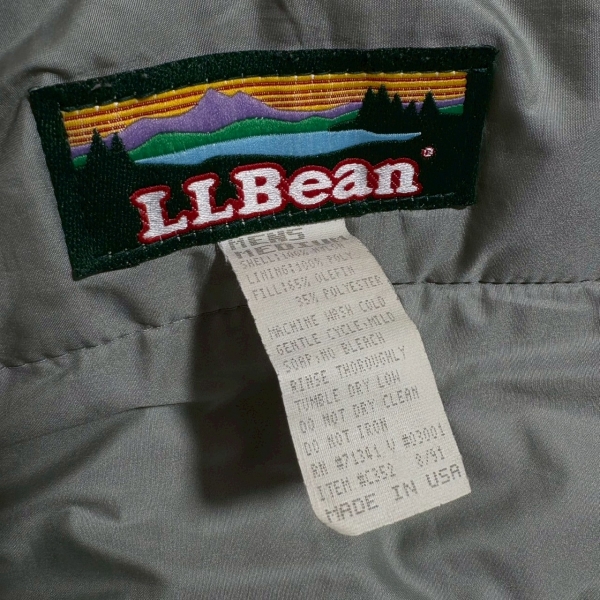 LLBean®
MENS
MEDIUM
SHELL:100%
LINING:100% POLY
FILL:65% OLEFIN
35% POLYESTER
MACHINE WASH COLD
GENTLE CYCLE;MILD
SOAP;NO BLEACH
RINSE THOROUGHLY
TUMBLE DRY LOW
DO NOT DRY CLEAN
DO NOT IRON
RN #71341.V #03001
ITEM #C352 8/91
MADE IN USA